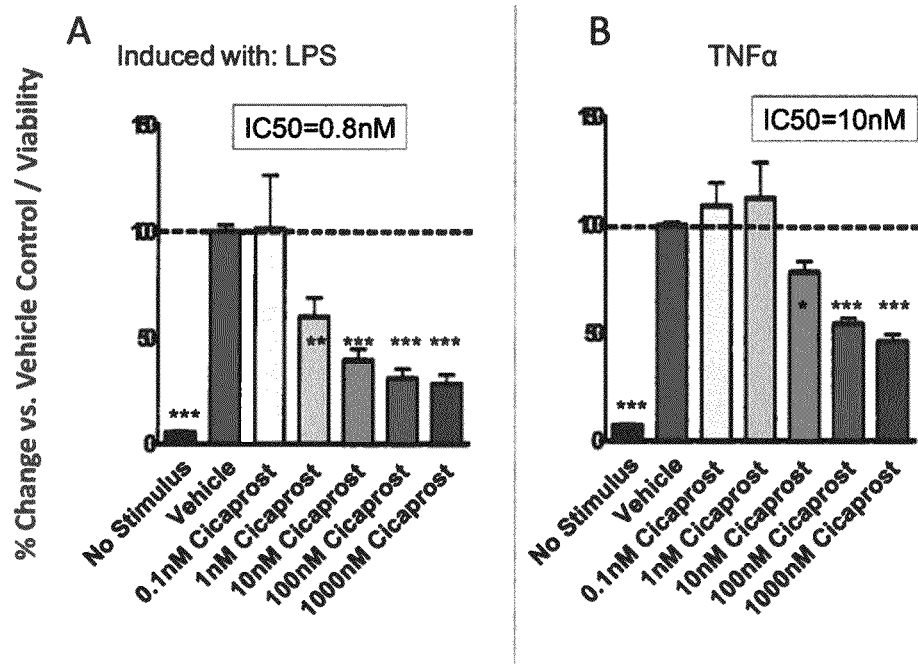 A
Induced with: LPS
IC50=0.8nM
% Change vs. Vehicle Control / Viability
150
100
50
0
***
**
***
***
***
No Stimulus
Vehicle
0.1nM Cicaprost
1nM Cicaprost
10nM Cicaprost
100nM Cicaprost
1000nM Cicaprost
B
TNFα
IC50=10nM
150
100
50
0
***
*
***
***
No Stimulus
Vehicle
0.1nM Cicaprost
1nM Cicaprost
10nM Cicaprost
100nM Cicaprost
1000nM Cicaprost